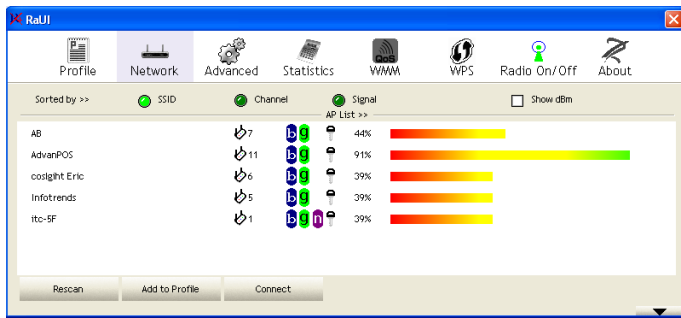 RaUI
Profile Network Advanced Statistics QoS WMM WPS Radio On/Off About
Sorted by >> SSID Channel Signal Show dBm
AP List >>
AB 7 b g 44%
AdvanPOS 11 b g 91%
coslgiht Eric 6 b g 39%
Infotrends 5 b g 39%
itc-5F 1 b g n 39%
Rescan Add to Profile Connect